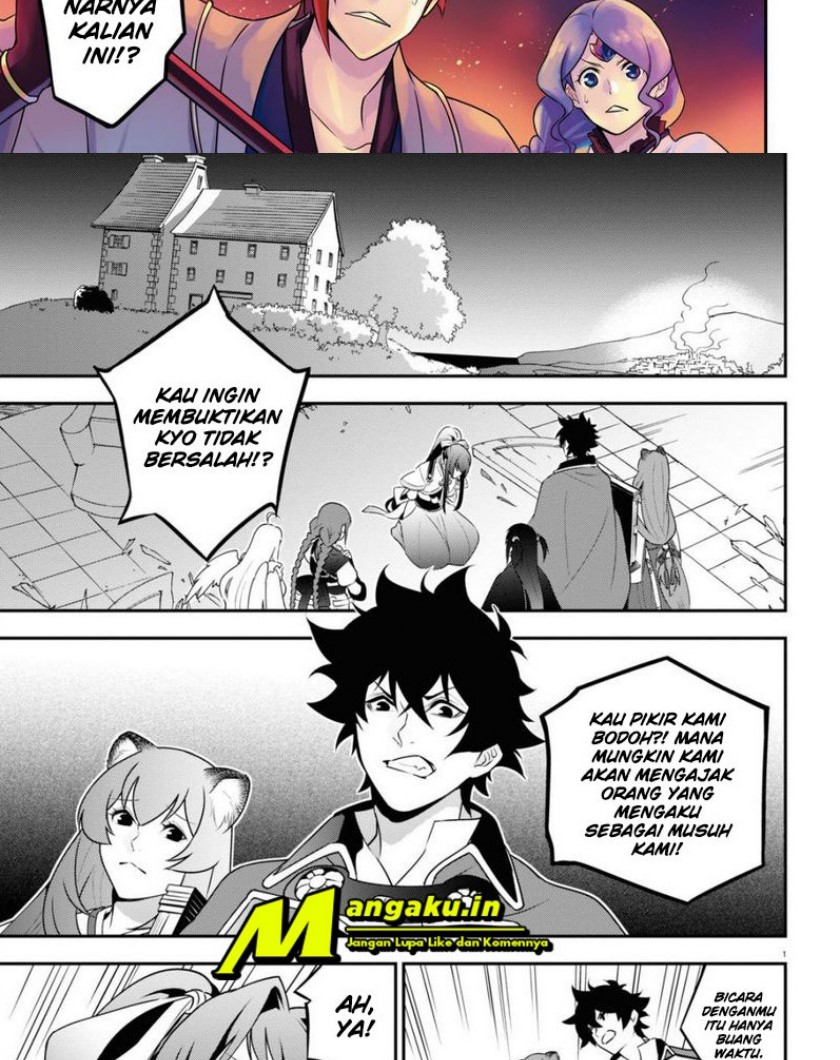 NARNYA
KALIAN
INI!?
KAU INGIN
MEMBUKTIKAN
KYO TIDAK
BERSALAH!?
KAU PIKIR KAMI
BODOH?! MANA
MUNGKIN KAMI
AKAN MENGAJAK
ORANG YANG
MENGAKU
SEBAGAI MUSUH
KAMI!
Mangaku.in
Jangan Lupa Like dan Komennya
1
AH,
YA!
BICARA
DENGANMU
ITU HANYA
BUANG
WAKTU.